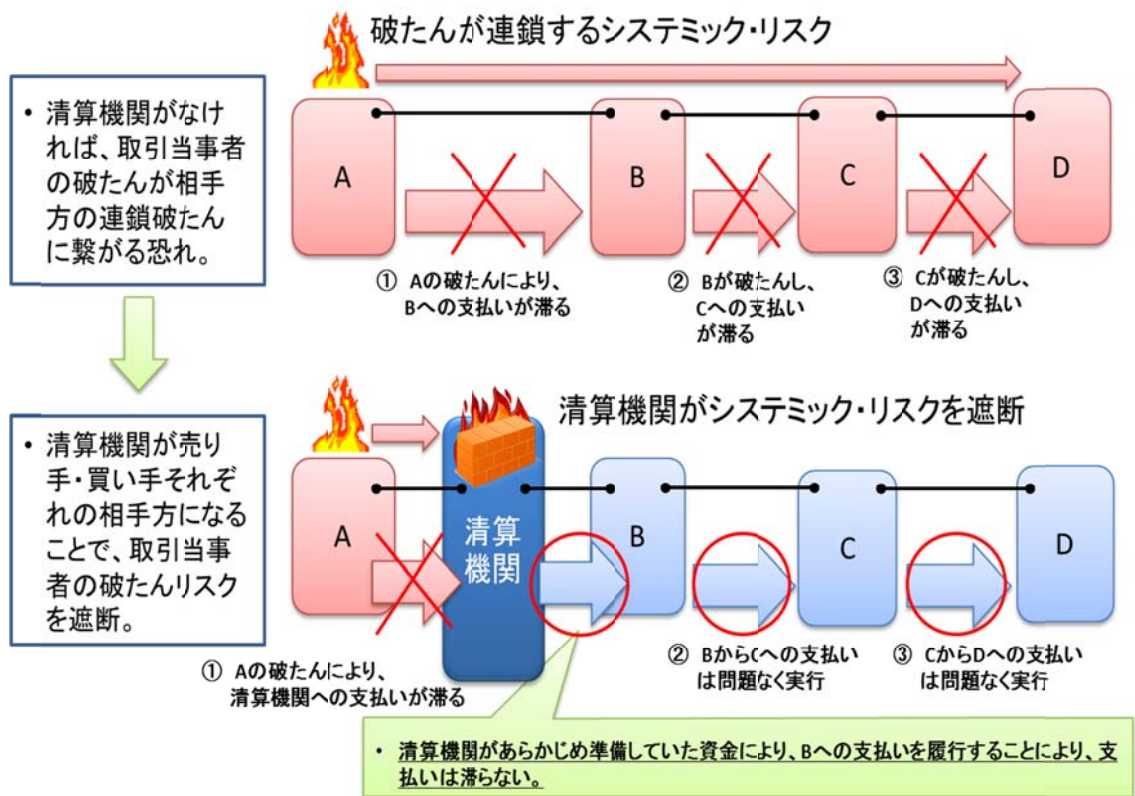 破たんが連鎖するシステミック・リスク
・ 清算機関がなけ
れば、取引当事者
の破たんが相手
方の連鎖破たん
に繋がる恐れ。
A
B
C
D
① Aの破たんにより、
Bへの支払いが滞る
② Bが破たんし、
Cへの支払い
が滞る
③ Cが破たんし、
Dへの支払い
が滞る
清算機関がシステミック・リスクを遮断
・ 清算機関が売り
手・買い手それぞ
れの相手方になる
ことで、取引当事
者の破たんリスク
を遮断。
A
清算
機関
B
C
D
① Aの破たんにより、
清算機関への支払いが滞る
② BからCへの支払い
は問題なく実行
③ CからDへの支払い
は問題なく実行
・ 清算機関があらかじめ準備していた資金により、Bへの支払いを履行することにより、支
払いは滞らない。